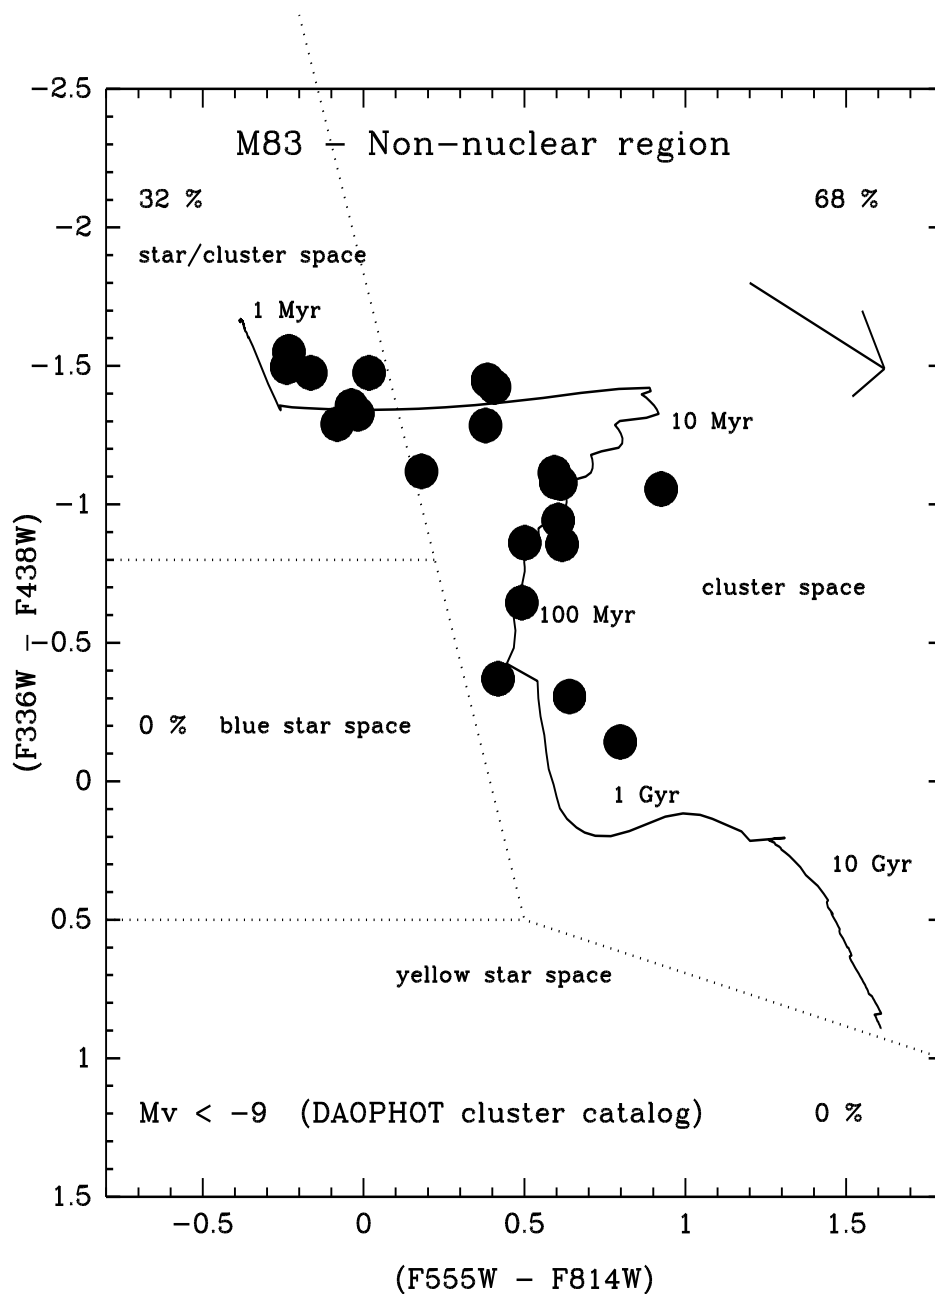 −2.5
M83 − Non−nuclear region
32 %
68 %
−2
star/cluster space
1 Myr
−1.5
10 Myr
−1
cluster space
100 Myr
−0.5
(F336W − F438W)
0 %
blue star space
0
1 Gyr
10 Gyr
0.5
yellow star space
1
Mv < −9 (DAOPHOT cluster catalog)
0 %
1.5
−0.5 0 0.5 1 1.5
(F555W − F814W)